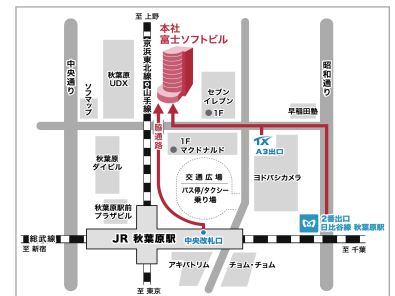 至 上野
本社
富士ソフトビル
中央通り
京浜東北線
山手線
昭和通り
秋葉原
UDX
ソフマップ
セブン
イレブン
1F
早稲田塾
脇通路
1F
マクドナルド
TX
A3出口
秋葉原
ダイビル
交通広場
バス停/タクシー
乗り場
ヨドバシカメラ
秋葉原駅前
プラザビル
2番出口
日比谷線 秋葉原駅
総武線
至 新宿
JR 秋葉原駅
中央改札口
至 千葉
アキバトリム
チョム・チョム
至 東京